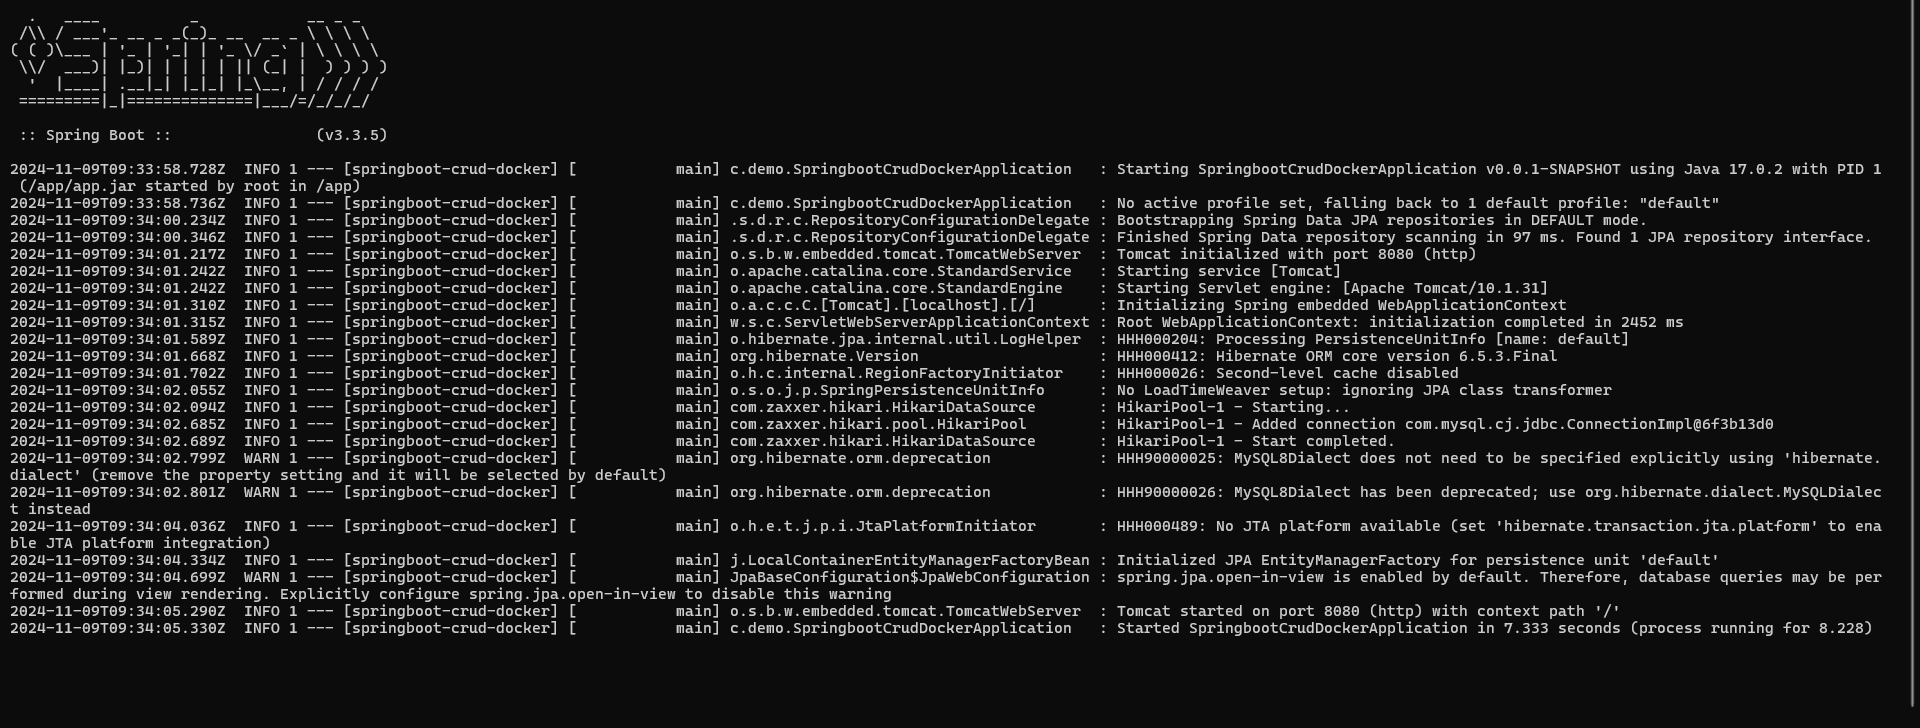 .   ____          _            __ _ _
 /\\ / ___'_ __ _ _(_)_ __  __ _ \ \ \ \
( ( )\___ | '_ | '_| | '_ \/ _` | \ \ \ \
 \\/  ___)| |_)| | | | | || (_| |  ) ) ) )
  '  |____| .__|_| |_|_| |_\__, | / / / /
 =========|_|==============|___/=/_/_/_/

 :: Spring Boot ::                (v3.3.5)

2024-11-09T09:33:58.728Z  INFO 1 --- [springboot-crud-docker] [           main] c.demo.SpringbootCrudDockerApplication   : Starting SpringbootCrudDockerApplication v0.0.1-SNAPSHOT using Java 17.0.2 with PID 1
 (/app/app.jar started by root in /app)
2024-11-09T09:33:58.736Z  INFO 1 --- [springboot-crud-docker] [           main] c.demo.SpringbootCrudDockerApplication   : No active profile set, falling back to 1 default profile: "default"
2024-11-09T09:34:00.234Z  INFO 1 --- [springboot-crud-docker] [           main] .s.d.r.c.RepositoryConfigurationDelegate : Bootstrapping Spring Data JPA repositories in DEFAULT mode.
2024-11-09T09:34:00.346Z  INFO 1 --- [springboot-crud-docker] [           main] .s.d.r.c.RepositoryConfigurationDelegate : Finished Spring Data repository scanning in 97 ms. Found 1 JPA repository interface.
2024-11-09T09:34:01.217Z  INFO 1 --- [springboot-crud-docker] [           main] o.s.b.w.embedded.tomcat.TomcatWebServer  : Tomcat initialized with port 8080 (http)
2024-11-09T09:34:01.242Z  INFO 1 --- [springboot-crud-docker] [           main] o.apache.catalina.core.StandardService   : Starting service [Tomcat]
2024-11-09T09:34:01.242Z  INFO 1 --- [springboot-crud-docker] [           main] o.apache.catalina.core.StandardEngine    : Starting Servlet engine: [Apache Tomcat/10.1.31]
2024-11-09T09:34:01.310Z  INFO 1 --- [springboot-crud-docker] [           main] o.a.c.c.C.[Tomcat].[localhost].[/]       : Initializing Spring embedded WebApplicationContext
2024-11-09T09:34:01.315Z  INFO 1 --- [springboot-crud-docker] [           main] w.s.c.ServletWebServerApplicationContext : Root WebApplicationContext: initialization completed in 2452 ms
2024-11-09T09:34:01.589Z  INFO 1 --- [springboot-crud-docker] [           main] o.hibernate.jpa.internal.util.LogHelper  : HHH000204: Processing PersistenceUnitInfo [name: default]
2024-11-09T09:34:01.668Z  INFO 1 --- [springboot-crud-docker] [           main] org.hibernate.Version                    : HHH000412: Hibernate ORM core version 6.5.3.Final
2024-11-09T09:34:01.702Z  INFO 1 --- [springboot-crud-docker] [           main] o.h.c.internal.RegionFactoryInitiator    : HHH000026: Second-level cache disabled
2024-11-09T09:34:02.055Z  INFO 1 --- [springboot-crud-docker] [           main] o.s.o.j.p.SpringPersistenceUnitInfo      : No LoadTimeWeaver setup: ignoring JPA class transformer
2024-11-09T09:34:02.094Z  INFO 1 --- [springboot-crud-docker] [           main] com.zaxxer.hikari.HikariDataSource       : HikariPool-1 - Starting...
2024-11-09T09:34:02.685Z  INFO 1 --- [springboot-crud-docker] [           main] com.zaxxer.hikari.pool.HikariPool        : HikariPool-1 - Added connection com.mysql.cj.jdbc.ConnectionImpl@6f3b13d0
2024-11-09T09:34:02.689Z  INFO 1 --- [springboot-crud-docker] [           main] com.zaxxer.hikari.HikariDataSource       : HikariPool-1 - Start completed.
2024-11-09T09:34:02.799Z  WARN 1 --- [springboot-crud-docker] [           main] org.hibernate.orm.deprecation            : HHH90000025: MySQL8Dialect does not need to be specified explicitly using 'hibernate.
dialect' (remove the property setting and it will be selected by default)
2024-11-09T09:34:02.801Z  WARN 1 --- [springboot-crud-docker] [           main] org.hibernate.orm.deprecation            : HHH90000026: MySQL8Dialect has been deprecated; use org.hibernate.dialect.MySQLDialec
t instead
2024-11-09T09:34:04.036Z  INFO 1 --- [springboot-crud-docker] [           main] o.h.e.t.j.p.i.JtaPlatformInitiator       : HHH000489: No JTA platform available (set 'hibernate.transaction.jta.platform' to ena
ble JTA platform integration)
2024-11-09T09:34:04.334Z  INFO 1 --- [springboot-crud-docker] [           main] j.LocalContainerEntityManagerFactoryBean : Initialized JPA EntityManagerFactory for persistence unit 'default'
2024-11-09T09:34:04.699Z  WARN 1 --- [springboot-crud-docker] [           main] JpaBaseConfiguration$JpaWebConfiguration : spring.jpa.open-in-view is enabled by default. Therefore, database queries may be per
formed during view rendering. Explicitly configure spring.jpa.open-in-view to disable this warning
2024-11-09T09:34:05.290Z  INFO 1 --- [springboot-crud-docker] [           main] o.s.b.w.embedded.tomcat.TomcatWebServer  : Tomcat started on port 8080 (http) with context path '/'
2024-11-09T09:34:05.330Z  INFO 1 --- [springboot-crud-docker] [           main] c.demo.SpringbootCrudDockerApplication   : Started SpringbootCrudDockerApplication in 7.333 seconds (process running for 8.228)